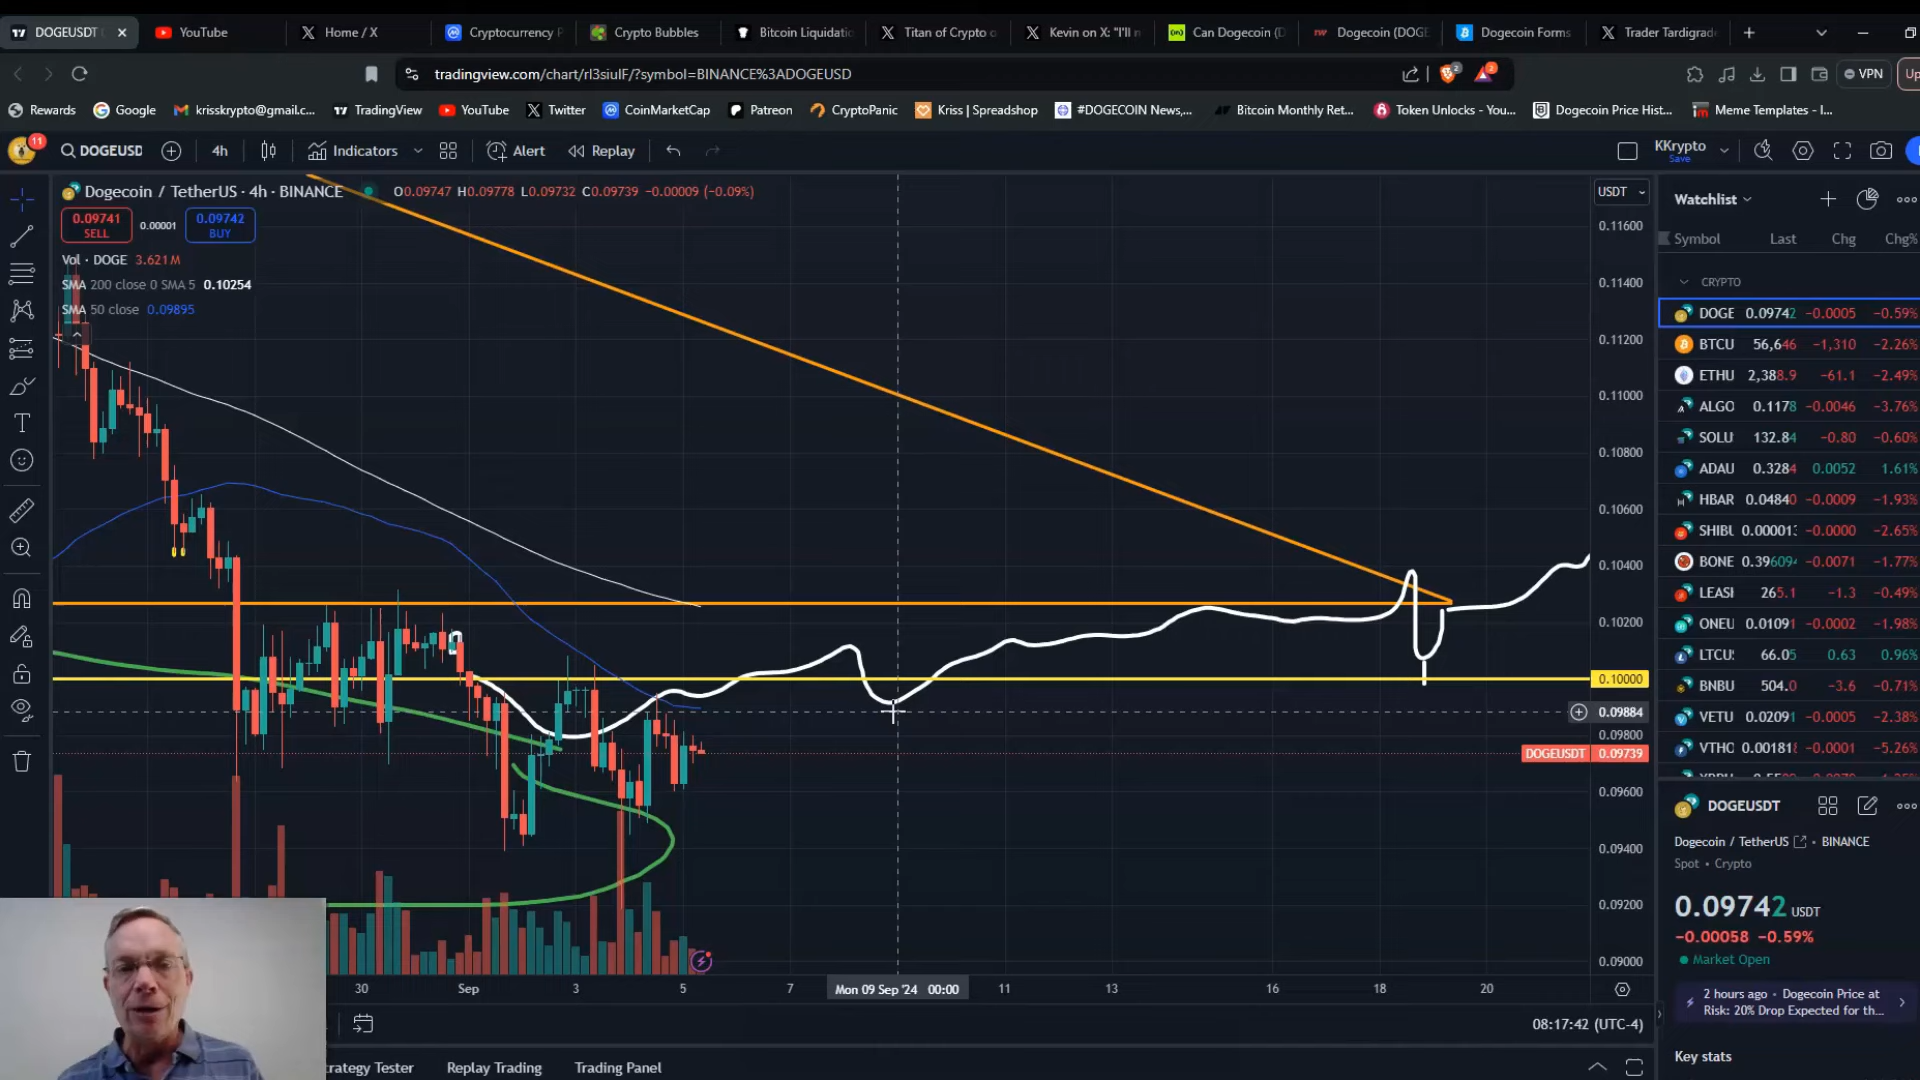 DOGEUSDT
YouTube
Home / X
Cryptocurrency P
Crypto Bubbles
Bitcoin Liquidatio
Titan of Crypto o
Kevin on X: "I'll n
Can Dogecoin (D
Dogecoin (DOGE
Dogecoin Forms
Trader Tardigrad
tradingview.com/chart/rl3siulF/?symbol=BINANCE%3ADOGEUSD
2
2
VPN
Up
Rewards
Google
krisskrypto@gmail.c...
TradingView
YouTube
Twitter
CoinMarketCap
Patreon
CryptoPanic
Kriss | Spreadshop
#DOGECOIN News,...
Bitcoin Monthly Ret...
Token Unlocks - You...
Dogecoin Price Hist...
Meme Templates - I...
11
DOGEUSD
4h
Indicators
Alert
Replay
KKrypto
Save
Dogecoin / TetherUS · 4h · BINANCE
O0.09747 H0.09778 L0.09732 C0.09739 −0.00009 (−0.09%)
0.09741
SELL
0.00001
0.09742
BUY
Vol · DOGE 3.621M
SMA 200 close 0 SMA 5 0.10254
SMA 50 close 0.09895
USDT
0.11600
0.11400
0.11200
0.11000
0.10800
0.10600
0.10400
0.10200
0.10000
0.09884
0.09800
DOGEUSDT 0.09739
0.09600
0.09400
0.09200
0.09000
30
Sep
3
5
7
Mon 09 Sep '24 00:00
11
13
16
18
20
08:17:42 (UTC-4)
trategy Tester
Replay Trading
Trading Panel
Watchlist
Symbol Last Chg Chg%
CRYPTO
DOGE 0.09742 −0.0005 −0.59%
BTCU 56,646 −1,310 −2.26%
ETHU 2,388.9 −61.1 −2.49%
ALGO 0.1178 −0.0046 −3.76%
SOLU 132.84 −0.80 −0.60%
ADAU 0.3284 0.0052 1.61%
HBAR 0.04840 −0.0009 −1.93%
SHIBU 0.000013 −0.0000 −2.65%
BONE 0.396094 −0.0071 −1.77%
LEASI 265.1 −1.3 −0.49%
ONEU 0.01091 −0.0002 −1.98%
LTCU 66.05 0.63 0.96%
BNBU 504.0 −3.6 −0.71%
VETU 0.02091 −0.0005 −2.38%
VTHO 0.001818 −0.0001 −5.26%
DOGEUSDT
Dogecoin / TetherUS · BINANCE
Spot · Crypto
0.09742 USDT
−0.00058 −0.59%
Market Open
2 hours ago · Dogecoin Price at
Risk: 20% Drop Expected for th...
Key stats